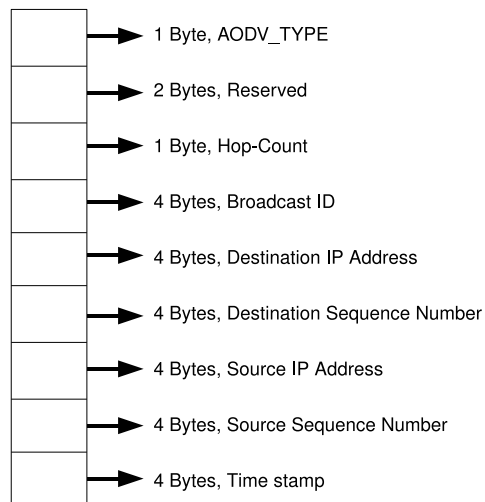 1 Byte, AODV_TYPE
2 Bytes, Reserved
1 Byte, Hop-Count
4 Bytes, Broadcast ID
4 Bytes, Destination IP Address
4 Bytes, Destination Sequence Number
4 Bytes, Source IP Address
4 Bytes, Source Sequence Number
4 Bytes, Time stamp